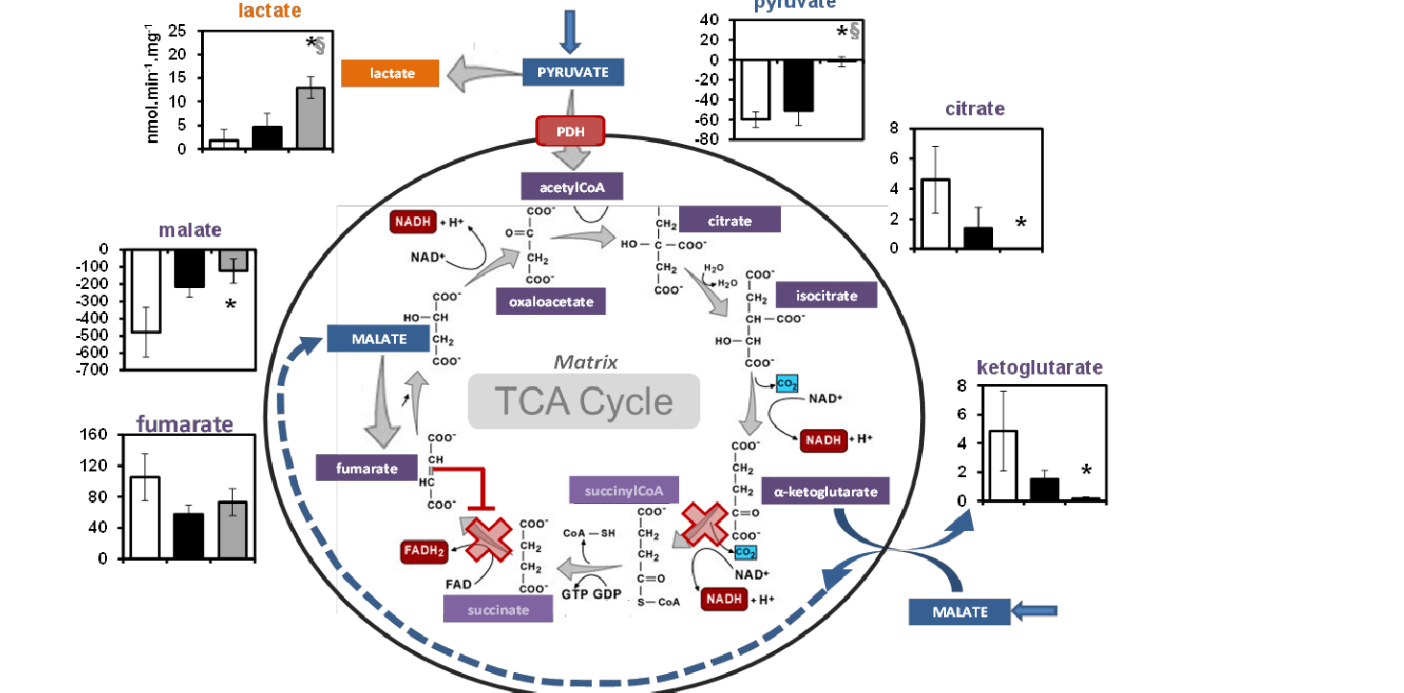 lactate
nmol.min⁻¹.mg⁻¹
25
20
15
10
5
0
*§
lactate
PYRUVATE
pyruvate
40
20
0
-20
-40
-60
-80
*§
PDH
acetylCoA
citrate
8
6
4
2
0
*
malate
0
-100
-200
-300
-400
-500
-600
-700
*
NADH + H⁺
NAD⁺
COO⁻
O=C
CH₂
COO⁻
oxaloacetate
CH₂
HO—C—COO⁻
CH₂
COO⁻
citrate
H₂O
H₂O
COO⁻
CH₂
CH—COO⁻
HO—CH
COO⁻
isocitrate
COO⁻
HO—CH
CH₂
COO⁻
MALATE
Matrix
TCA Cycle
CO₂
NAD⁺
NADH + H⁺
ketoglutarate
8
6
4
2
0
*
fumarate
160
120
80
40
0
fumarate
COO⁻
CH
HC
COO⁻
COO⁻
CH₂
CH₂
C=O
COO⁻
α-ketoglutarate
succinylCoA
COO⁻
CH₂
CH₂
C=O
S—CoA
CO₂
NAD⁺
NADH + H⁺
CoA—SH
GTP GDP
COO⁻
CH₂
CH₂
COO⁻
FADH₂
FAD
succinate
MALATE